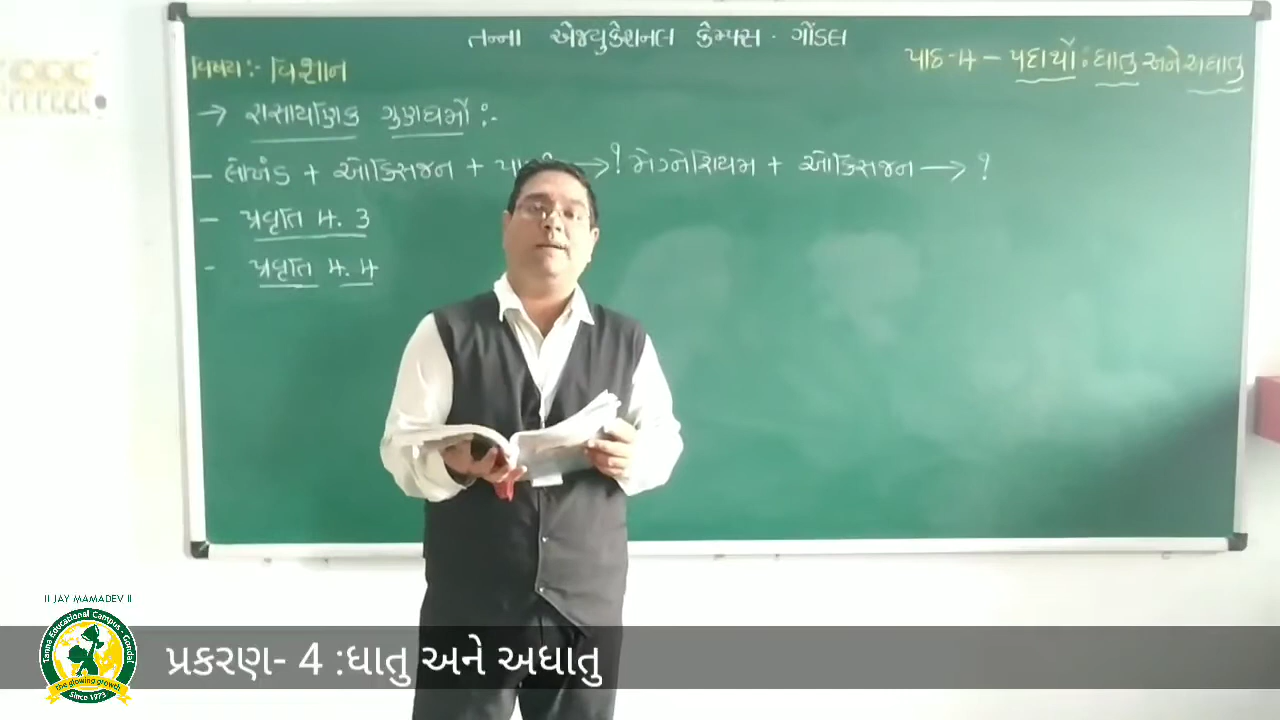 તન્ના એજ્યુકેશનલ કેમ્પસ - ગોંડલ
વિષય:- વિજ્ઞાન
પાઠ-4 – પદાર્થો : ધાતુ અને અધાતુ
→ રાસાયણિક ગુણધર્મો :-
– લોખંડ + ઓક્સિજન + → ? મેગ્નેશિયમ + ઓક્સિજન → ?
– પ્રવૃત્તિ 4.3
- પ્રવૃત્તિ 4.4
II JAY MAMADEV II
Tanna Educational Campus - Gondal
the glowing growth
Since 1973
પ્રકરણ- 4 :ધાતુ અને અધાતુ